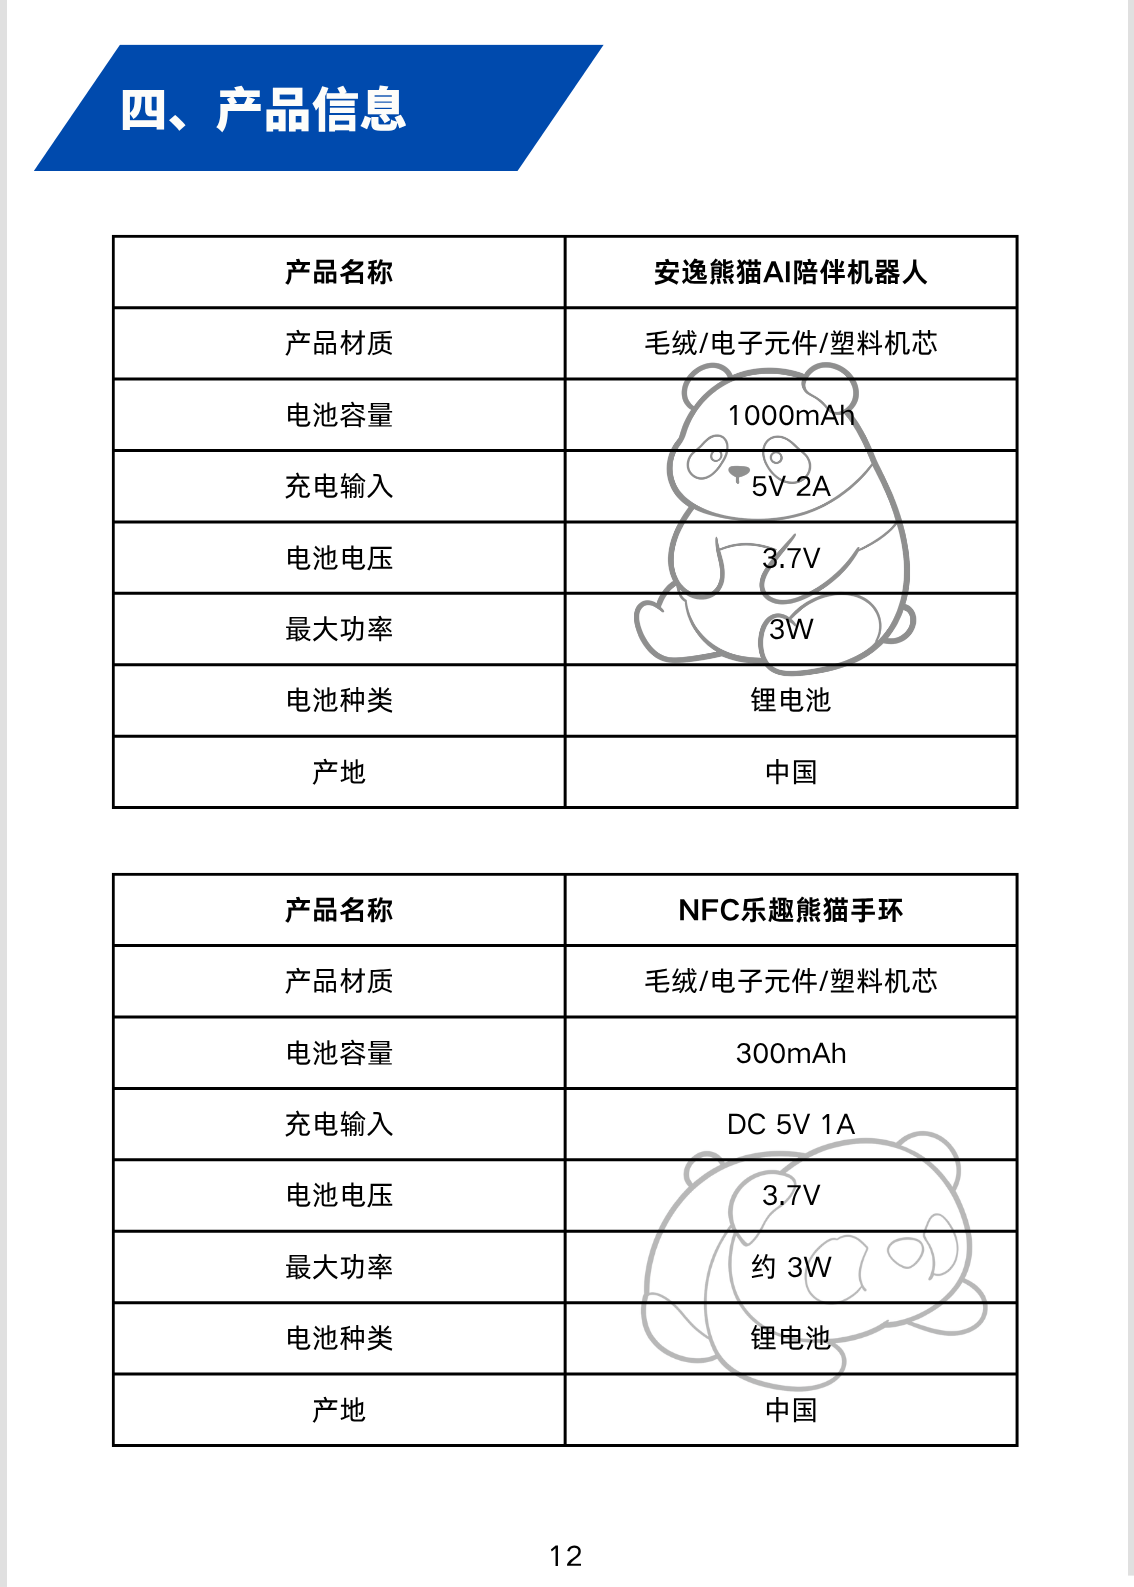 四、产品信息
产品名称 安逸熊猫AI陪伴机器人
产品材质 毛绒/电子元件/塑料机芯
电池容量 1000mAh
充电输入 5V 2A
电池电压 3.7V
最大功率 3W
电池种类 锂电池
产地 中国
产品名称 NFC乐趣熊猫手环
产品材质 毛绒/电子元件/塑料机芯
电池容量 300mAh
充电输入 DC 5V 1A
电池电压 3.7V
最大功率 约 3W
电池种类 锂电池
产地 中国
12